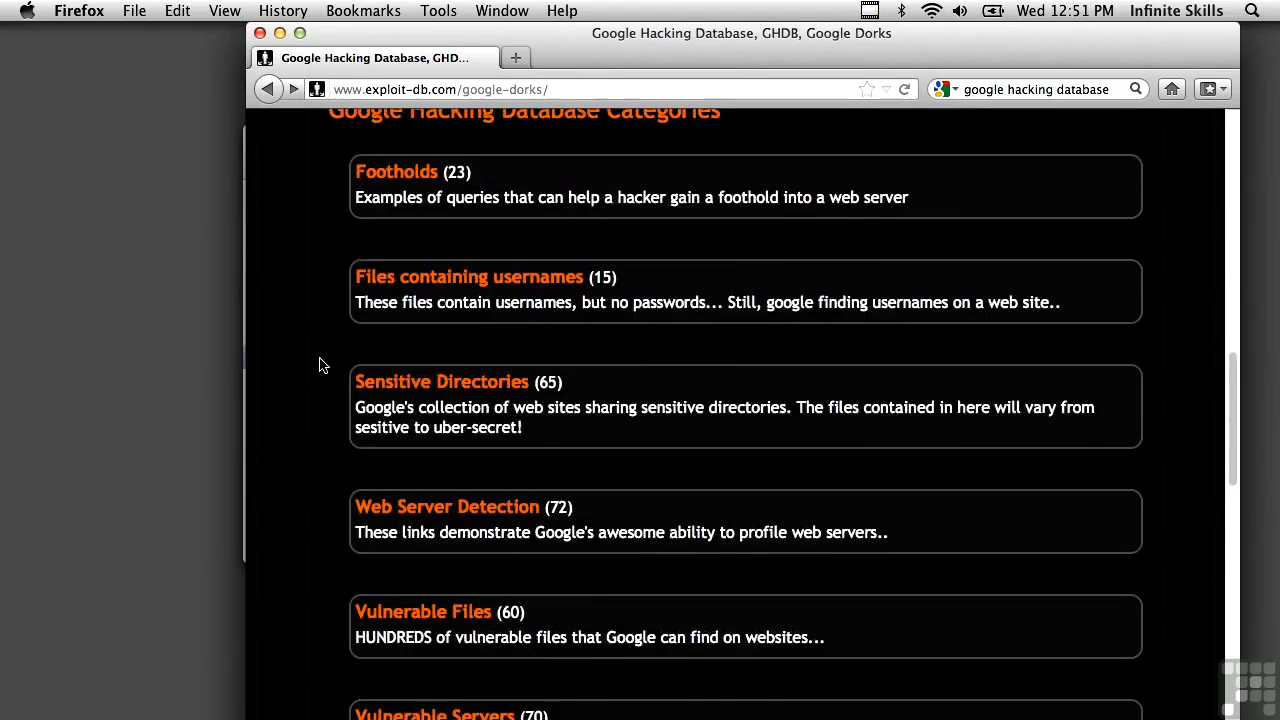 Firefox File Edit View History Bookmarks Tools Window Help Wed 12:51 PM Infinite Skills
Google Hacking Database, GHDB, Google Dorks
Google Hacking Database, GHD...
www.exploit-db.com/google-dorks/ google hacking database
Google Hacking Database Categories
Footholds (23)
Examples of queries that can help a hacker gain a foothold into a web server
Files containing usernames (15)
These files contain usernames, but no passwords... Still, google finding usernames on a web site..
Sensitive Directories (65)
Google's collection of web sites sharing sensitive directories. The files contained in here will vary from
sesitive to uber-secret!
Web Server Detection (72)
These links demonstrate Google's awesome ability to profile web servers..
Vulnerable Files (60)
HUNDREDS of vulnerable files that Google can find on websites...
Vulnerable Servers (70)